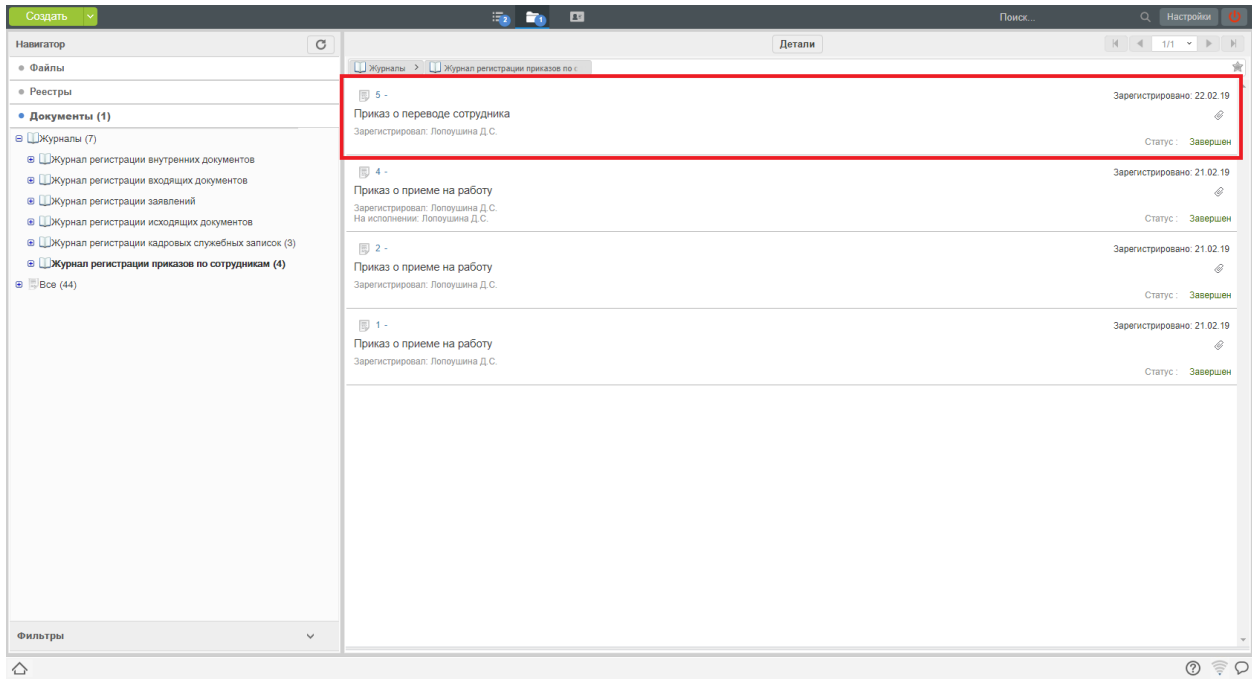 Создать
2
1
Поиск...
Настройки
Навигатор
Детали
1/1
Файлы
Реестры
Документы (1)
Журналы (7)
Журнал регистрации внутренних документов
Журнал регистрации входящих документов
Журнал регистрации заявлений
Журнал регистрации исходящих документов
Журнал регистрации кадровых служебных записок (3)
Журнал регистрации приказов по сотрудникам (4)
Все (44)
Фильтры
Журналы > Журнал регистрации приказов по с
5 -
Зарегистрировано: 22.02.19
Приказ о переводе сотрудника
Зарегистрировал: Лопоушина Д.С.
Статус : Завершен
4 -
Зарегистрировано: 21.02.19
Приказ о приеме на работу
Зарегистрировал: Лопоушина Д.С.
На исполнении: Лопоушина Д.С.
Статус : Завершен
2 -
Зарегистрировано: 21.02.19
Приказ о приеме на работу
Зарегистрировал: Лопоушина Д.С.
Статус : Завершен
1 -
Зарегистрировано: 21.02.19
Приказ о приеме на работу
Зарегистрировал: Лопоушина Д.С.
Статус : Завершен